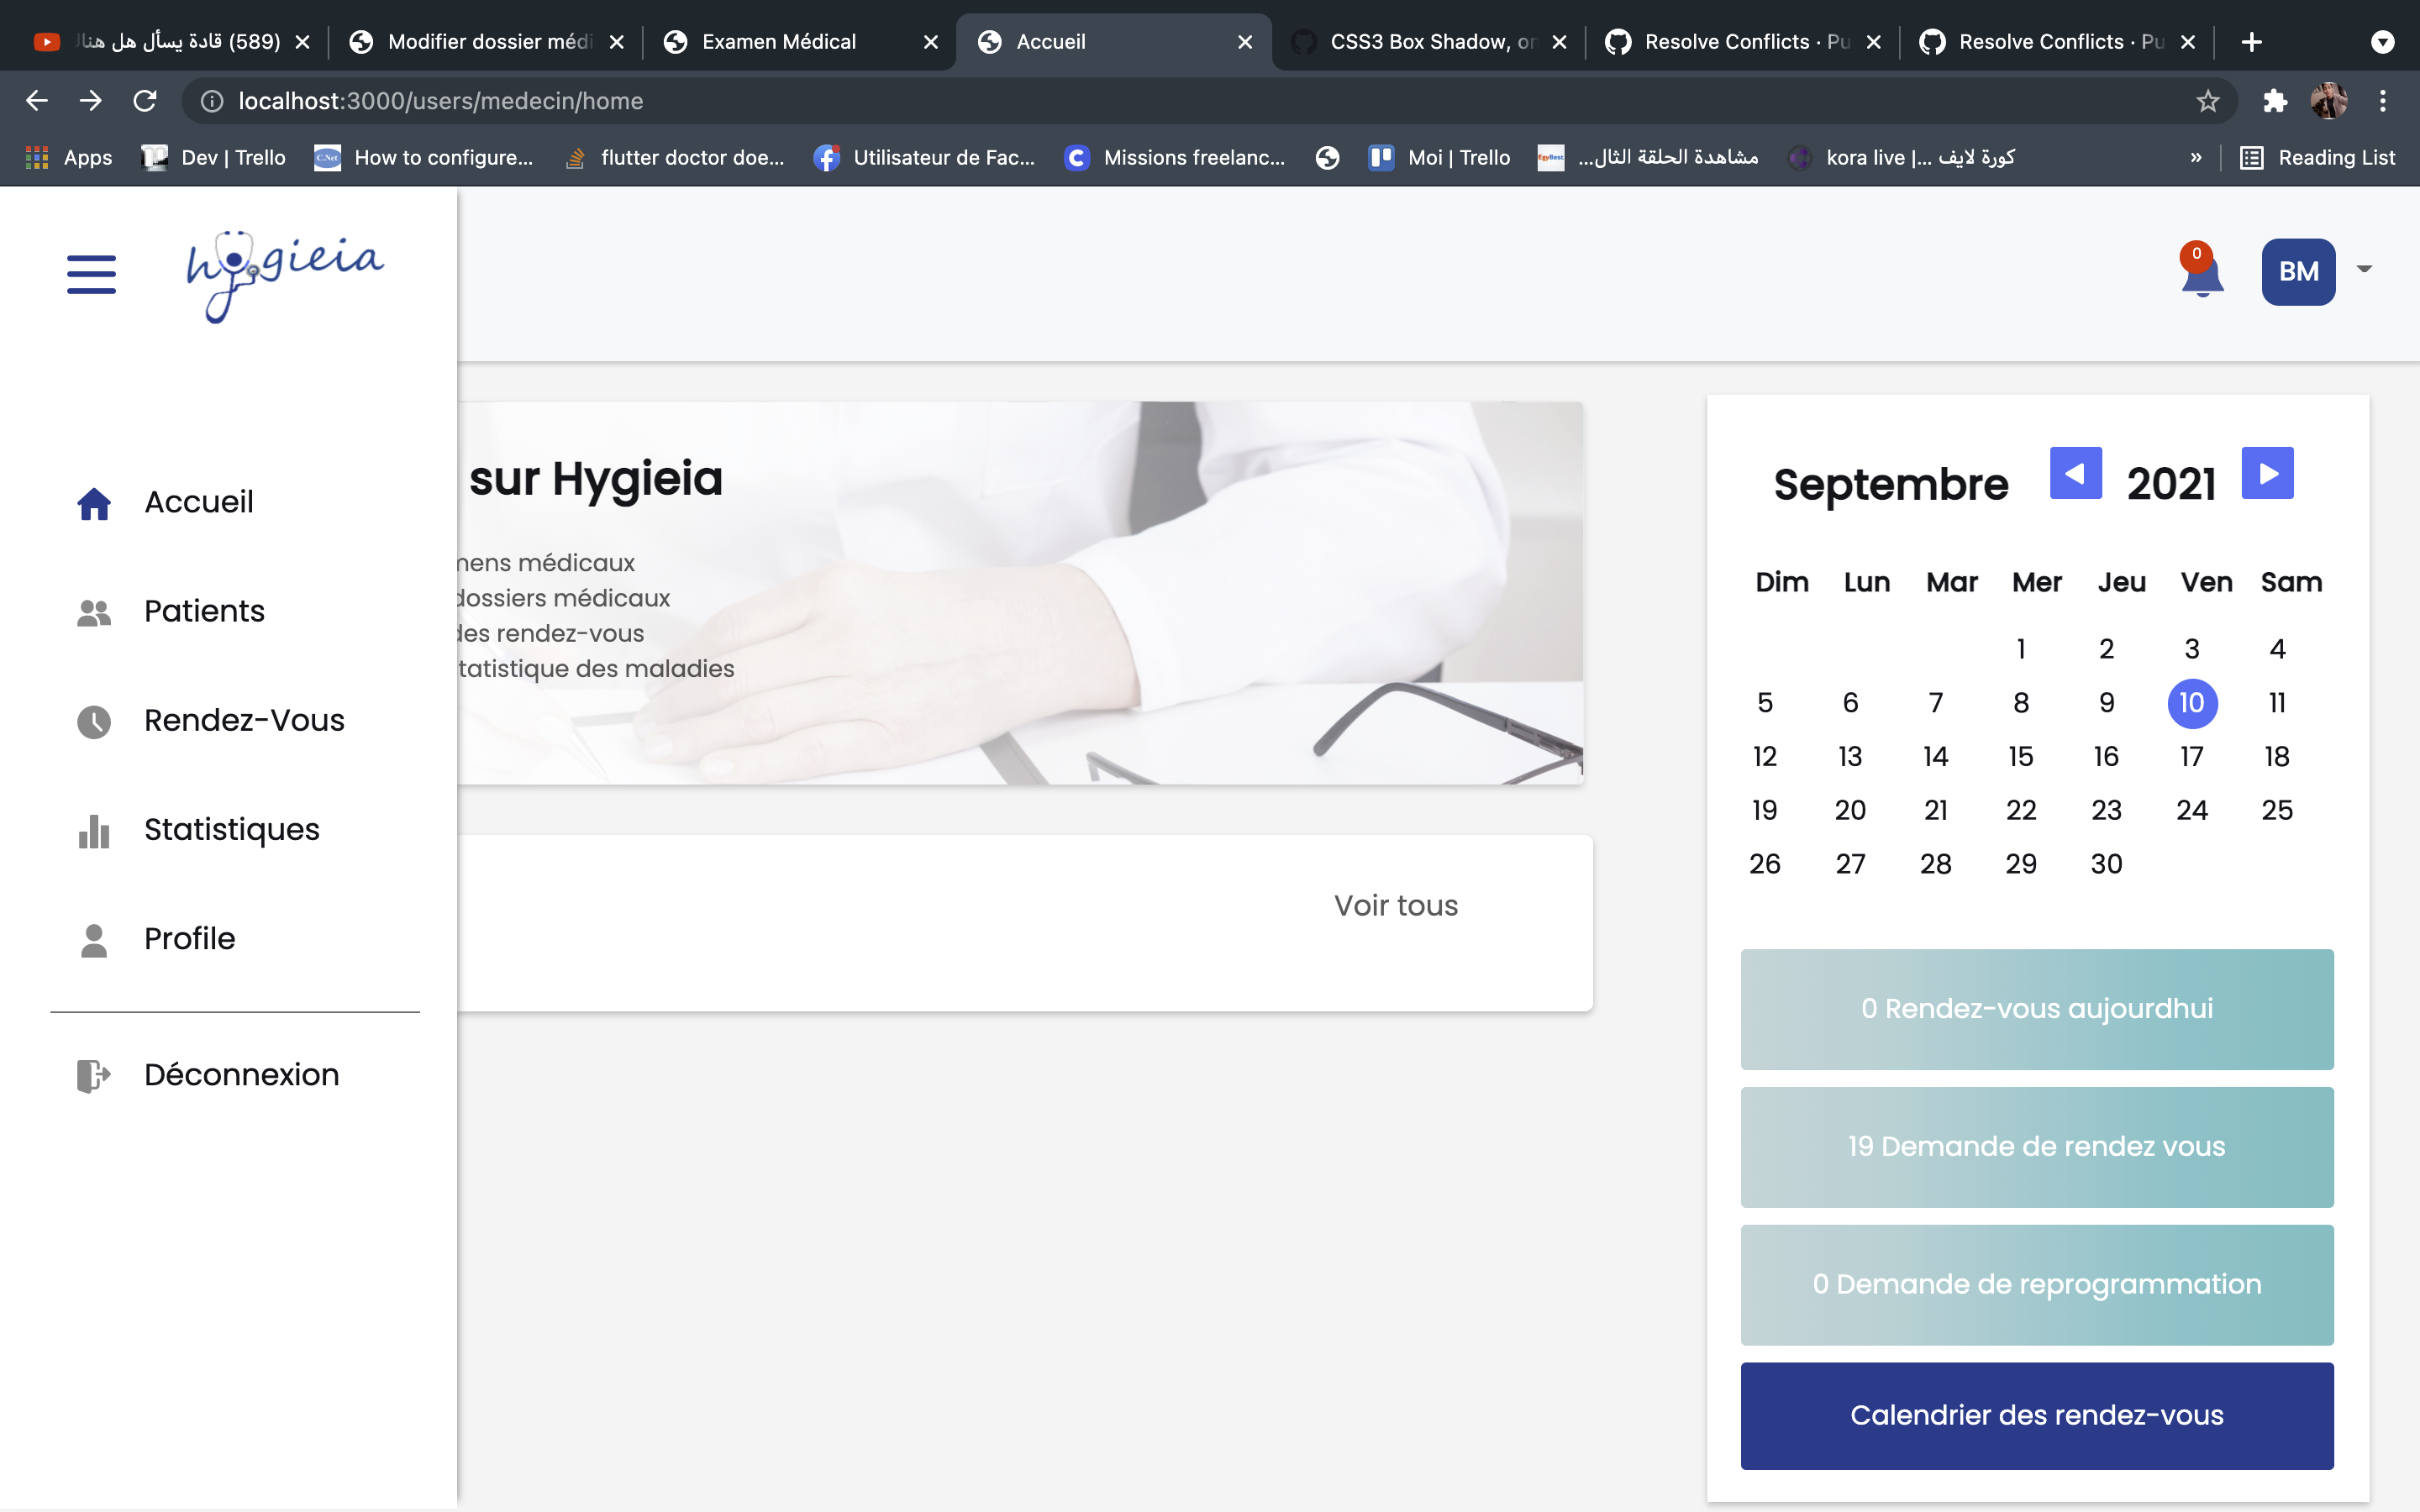 قادة يسأل هل هنا (589)
Modifier dossier médi
Examen Médical
Accueil
CSS3 Box Shadow, on
Resolve Conflicts · Pu
Resolve Conflicts · Pu
localhost:3000/users/medecin/home
Apps
Dev | Trello
C.Net
How to configure...
flutter doctor doe...
Utilisateur de Fac...
Missions freelanc...
Moi | Trello
EgyBest
مشاهدة الحلقة الثال...
kora live |... كورة لايف
»
Reading List
hygieia
0
BM
Accueil
Patients
Rendez-Vous
Statistiques
Profile
Déconnexion
sur Hygieia
mens médicaux
dossiers médicaux
des rendez-vous
tatistique des maladies
Voir tous
Septembre 2021
Dim Lun Mar Mer Jeu Ven Sam
1 2 3 4
5 6 7 8 9 10 11
12 13 14 15 16 17 18
19 20 21 22 23 24 25
26 27 28 29 30
0 Rendez-vous aujourdhui
19 Demande de rendez vous
0 Demande de reprogrammation
Calendrier des rendez-vous